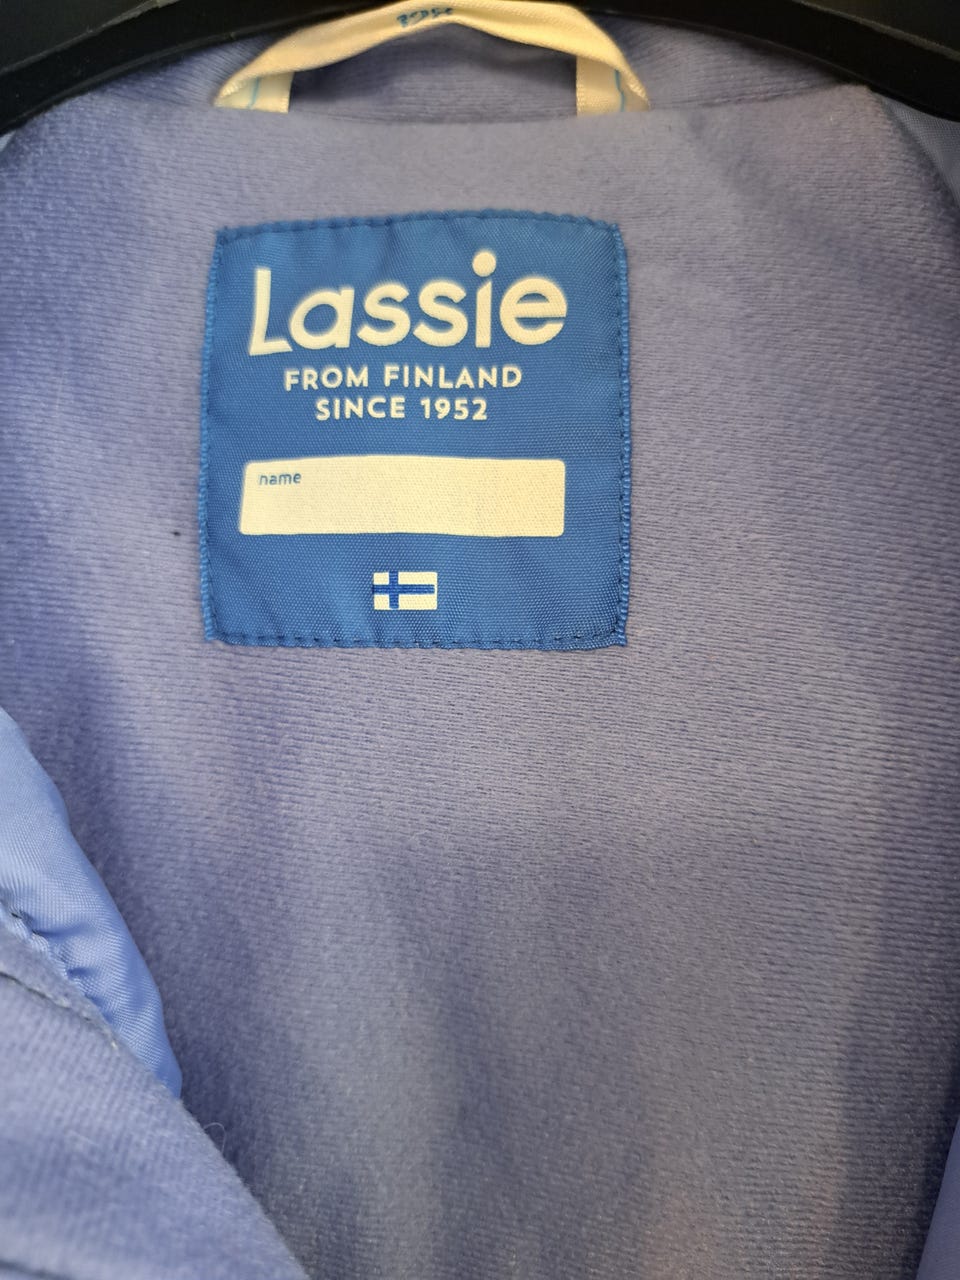 Lassie
FROM FINLAND
SINCE 1952
name